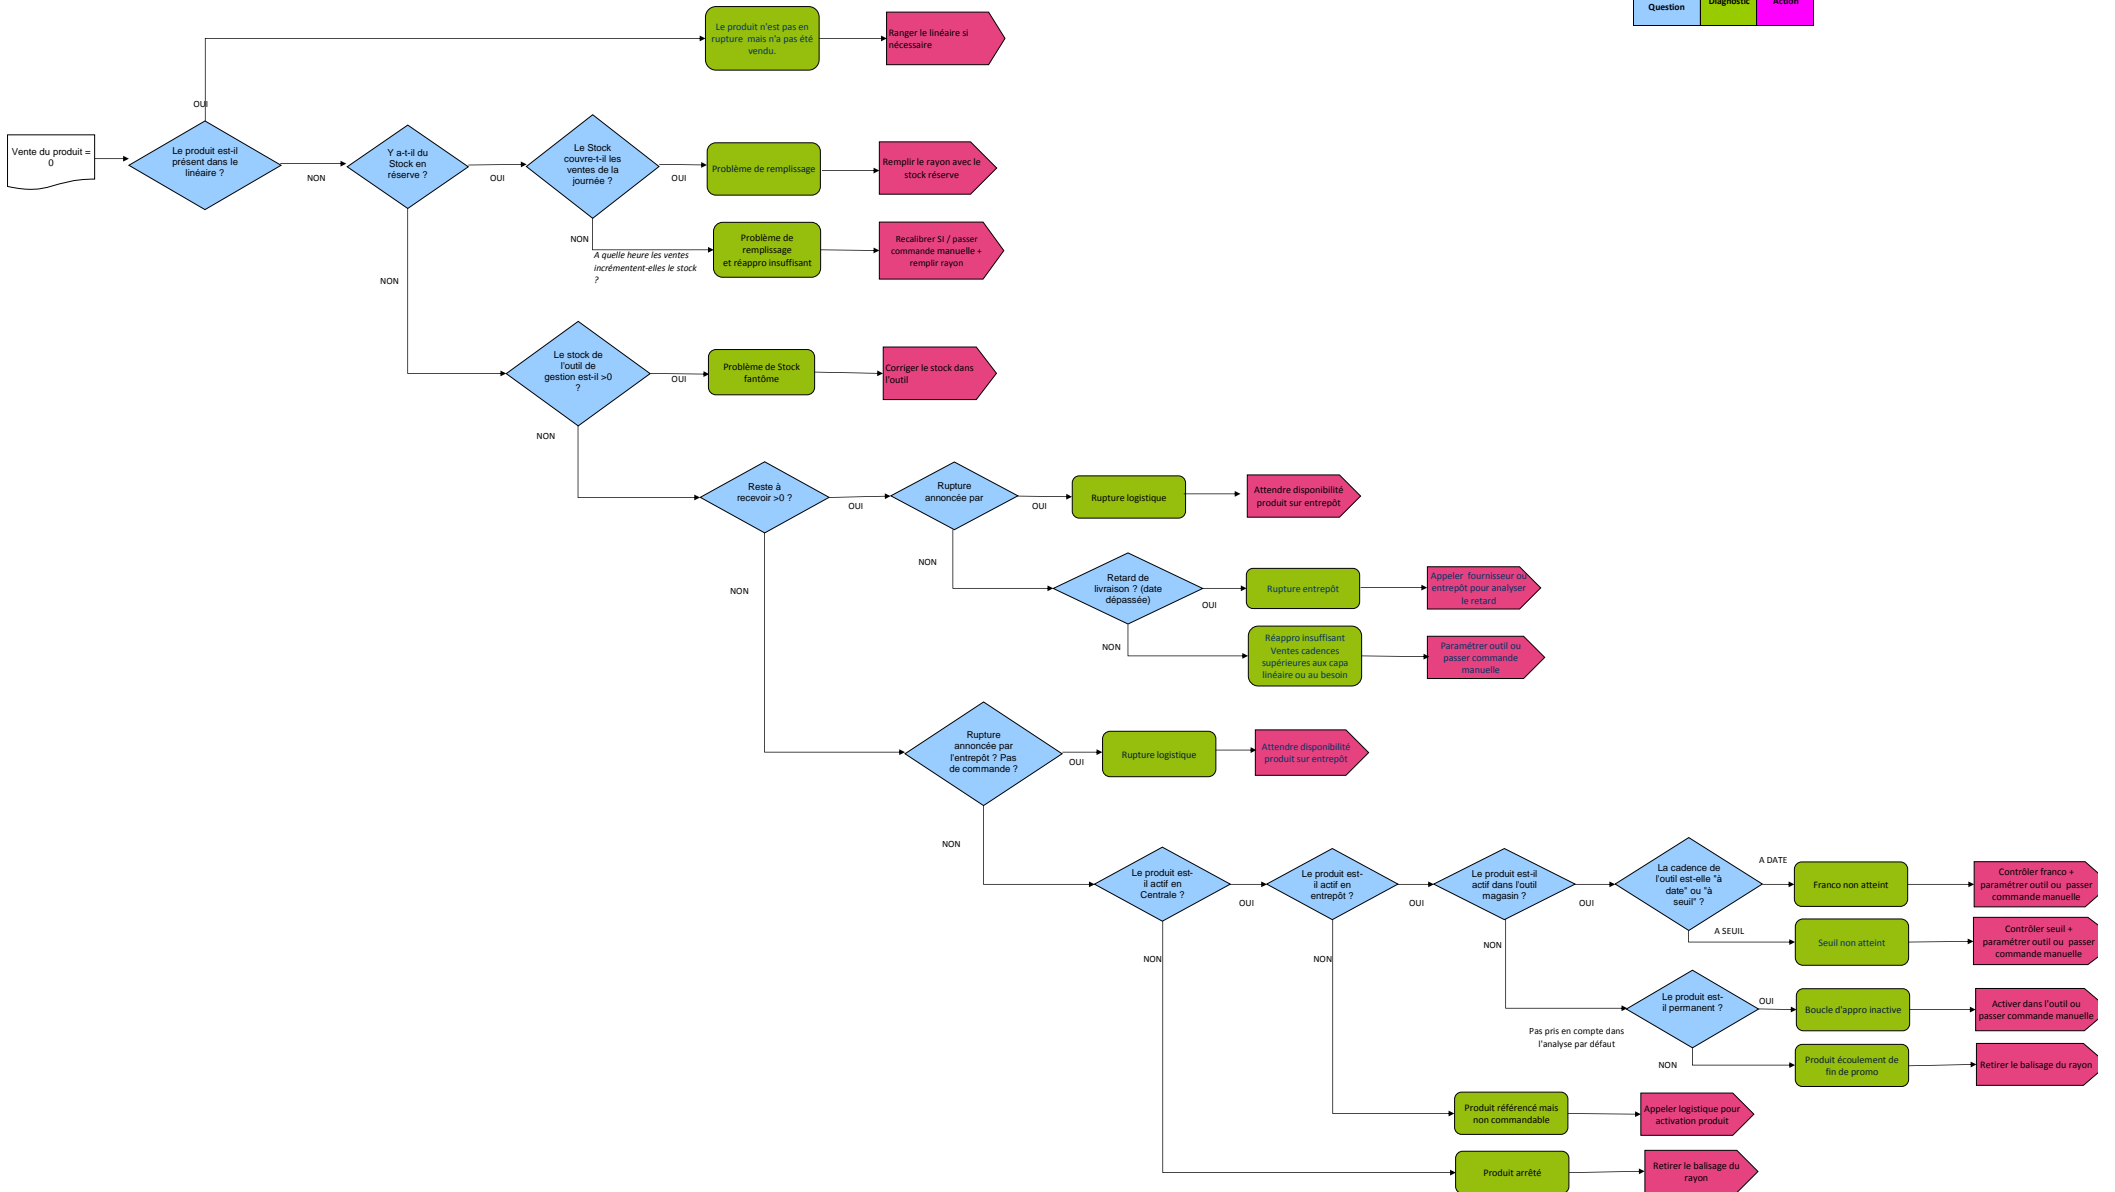 Question
Diagnostic
Action
Le produit n'est pas en
rupture mais n'a pas été
vendu.
Ranger le linéaire si
nécessaire
OUI
Vente du produit =
0
Le produit est-il
présent dans le
linéaire ?
NON
Y a-t-il du
Stock en
réserve ?
OUI
Le Stock
couvre-t-il les
ventes de la
journée ?
OUI
Problème de remplissage
Remplir le rayon avec le
stock réserve
NON
A quelle heure les ventes
incrémentent-elles le stock
?
Problème de
remplissage
et réappro insuffisant
Recalibrer SI / passer
commande manuelle +
remplir rayon
NON
Le stock de
l'outil de
gestion est-il >0
?
OUI
Problème de Stock
fantôme
Corriger le stock dans
l'outil
NON
Reste à
recevoir >0 ?
OUI
Rupture
annoncée par
OUI
Rupture logistique
Attendre disponibilité
produit sur entrepôt
NON
Retard de
livraison ? (date
dépassée)
OUI
Rupture entrepôt
Appeler fournisseur ou
entrepôt pour analyser
le retard
NON
Réappro insuffisant
Ventes cadences
supérieures aux capa
linéaire ou au besoin
Paramétrer outil ou
passer commande
manuelle
NON
Rupture
annoncée par
l'entrepôt ? Pas
de commande ?
OUI
Rupture logistique
Attendre disponibilité
produit sur entrepôt
NON
Le produit est-
il actif en
Centrale ?
OUI
Le produit est-
il actif en
entrepôt ?
OUI
Le produit est-il
actif dans l'outil
magasin ?
OUI
La cadence de
l'outil est-elle "à
date" ou "à
seuil" ?
A DATE
Franco non atteint
Contrôler franco +
paramétrer outil ou passer
commande manuelle
A SEUIL
Seuil non atteint
Contrôler seuil +
paramétrer outil ou passer
commande manuelle
NON
NON
NON
Le produit est-
il permanent ?
OUI
Boucle d'appro inactive
Activer dans l'outil ou
passer commande manuelle
Pas pris en compte dans
l'analyse par défaut
NON
Produit écoulement de
fin de promo
Retirer le balisage du rayon
Produit référencé mais
non commandable
Appeler logistique pour
activation produit
Produit arrêté
Retirer le balisage du
rayon